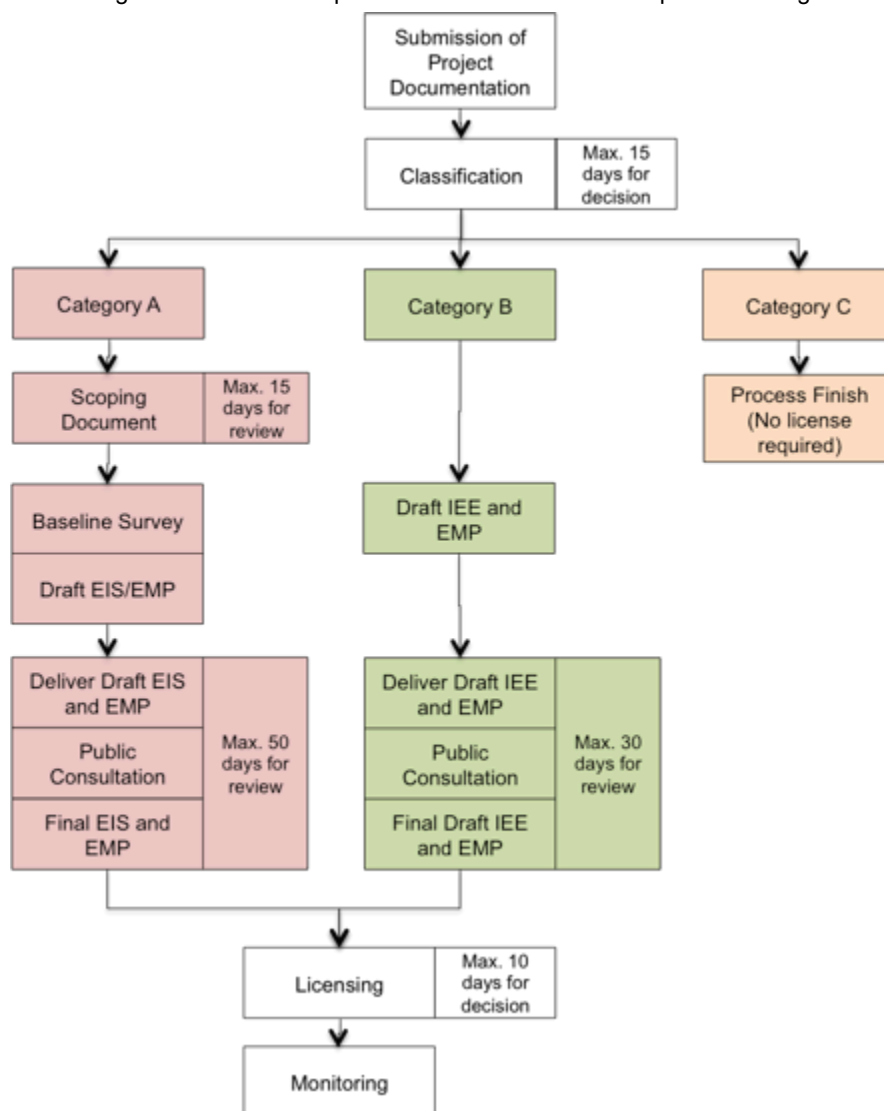 Submission of
Project
Documentation
Classification
Max. 15
days for
decision
Category A
Category B
Category C
Scoping
Document
Max. 15
days for
review
Process Finish
(No license
required)
Baseline Survey
Draft EIS/EMP
Draft IEE and
EMP
Deliver Draft EIS
and EMP
Public
Consultation
Final EIS and
EMP
Max. 50
days for
review
Deliver Draft IEE
and EMP
Public
Consultation
Final Draft IEE
and EMP
Max. 30
days for
review
Licensing
Max. 10
days for
decision
Monitoring